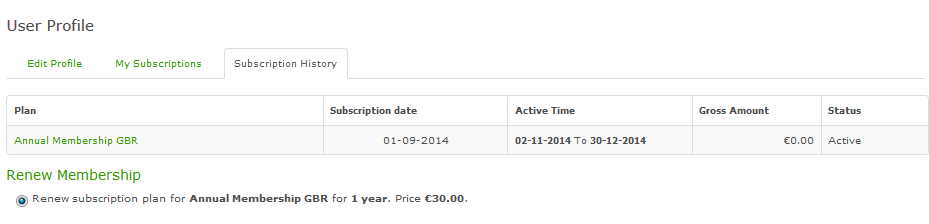 User Profile
Edit Profile My Subscriptions Subscription History
Plan Subscription date Active Time Gross Amount Status
Annual Membership GBR 01-09-2014 02-11-2014 To 30-12-2014 €0.00 Active
Renew Membership
Renew subscription plan for Annual Membership GBR for 1 year. Price €30.00.